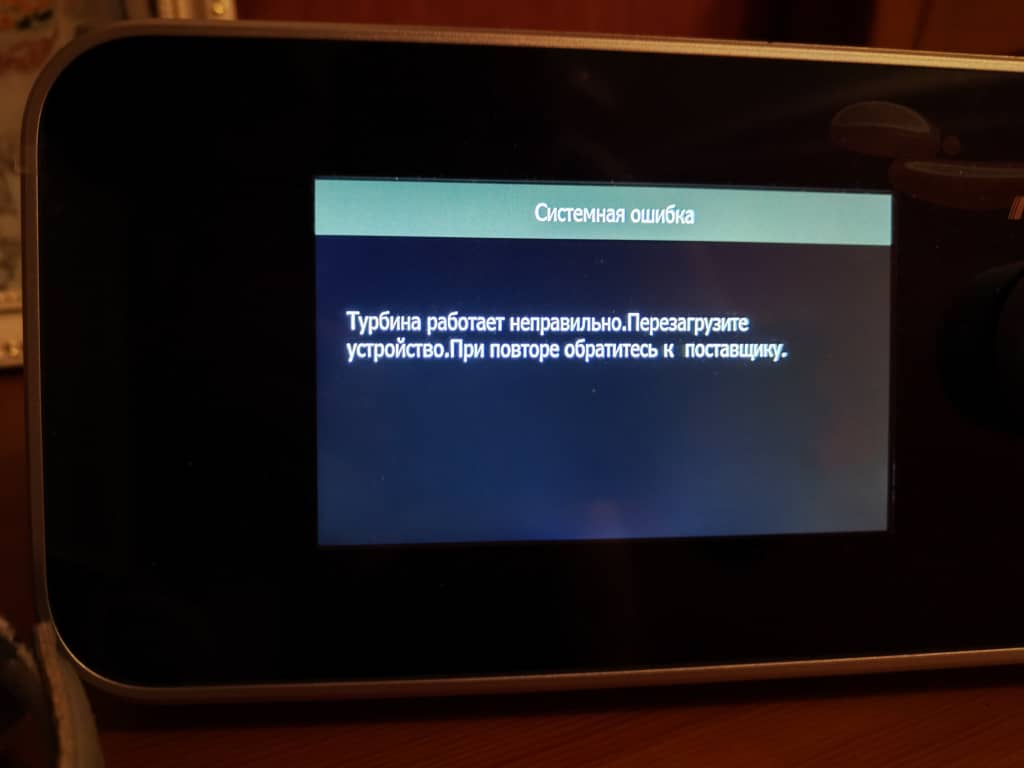 Системная ошибка
Турбина работает неправильно.Перезагрузите
устройство.При повторе обратитесь к поставщику.